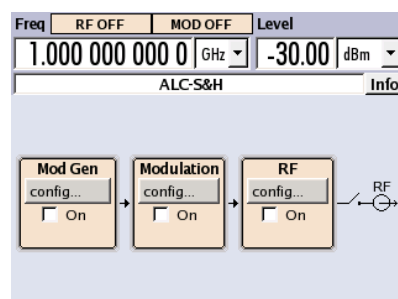 Freq RF OFF MOD OFF Level
1.000 000 000 0 GHz -30.00 dBm
ALC-S&H Info
Mod Gen Modulation RF
config... config... config... RF
On On On